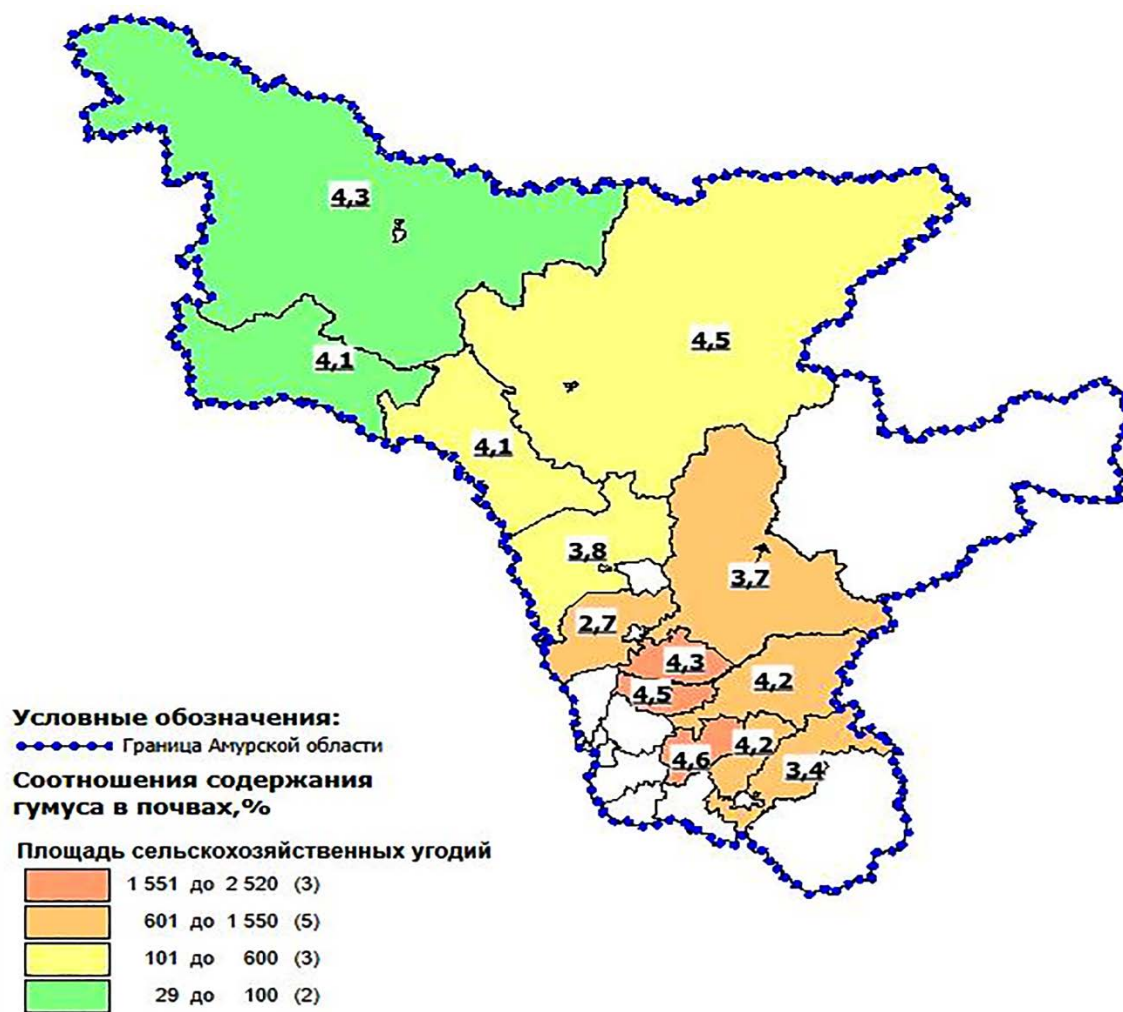 4,3
4,5
4,1
4,1
3,8
3,7
2,7
4,3
4,2
4,5
4,2
4,6
3,4
Условные обозначения:
Граница Амурской области
Соотношения содержания
гумуса в почвах,%
Площадь сельскохозяйственных угодий
1 551 до 2 520 (3)
601 до 1 550 (5)
101 до 600 (3)
29 до 100 (2)